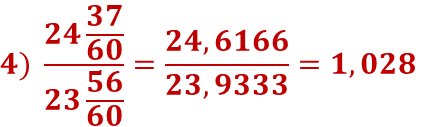 4) 24 37/60 / 23 56/60 = 24,6166 / 23,9333 = 1,028